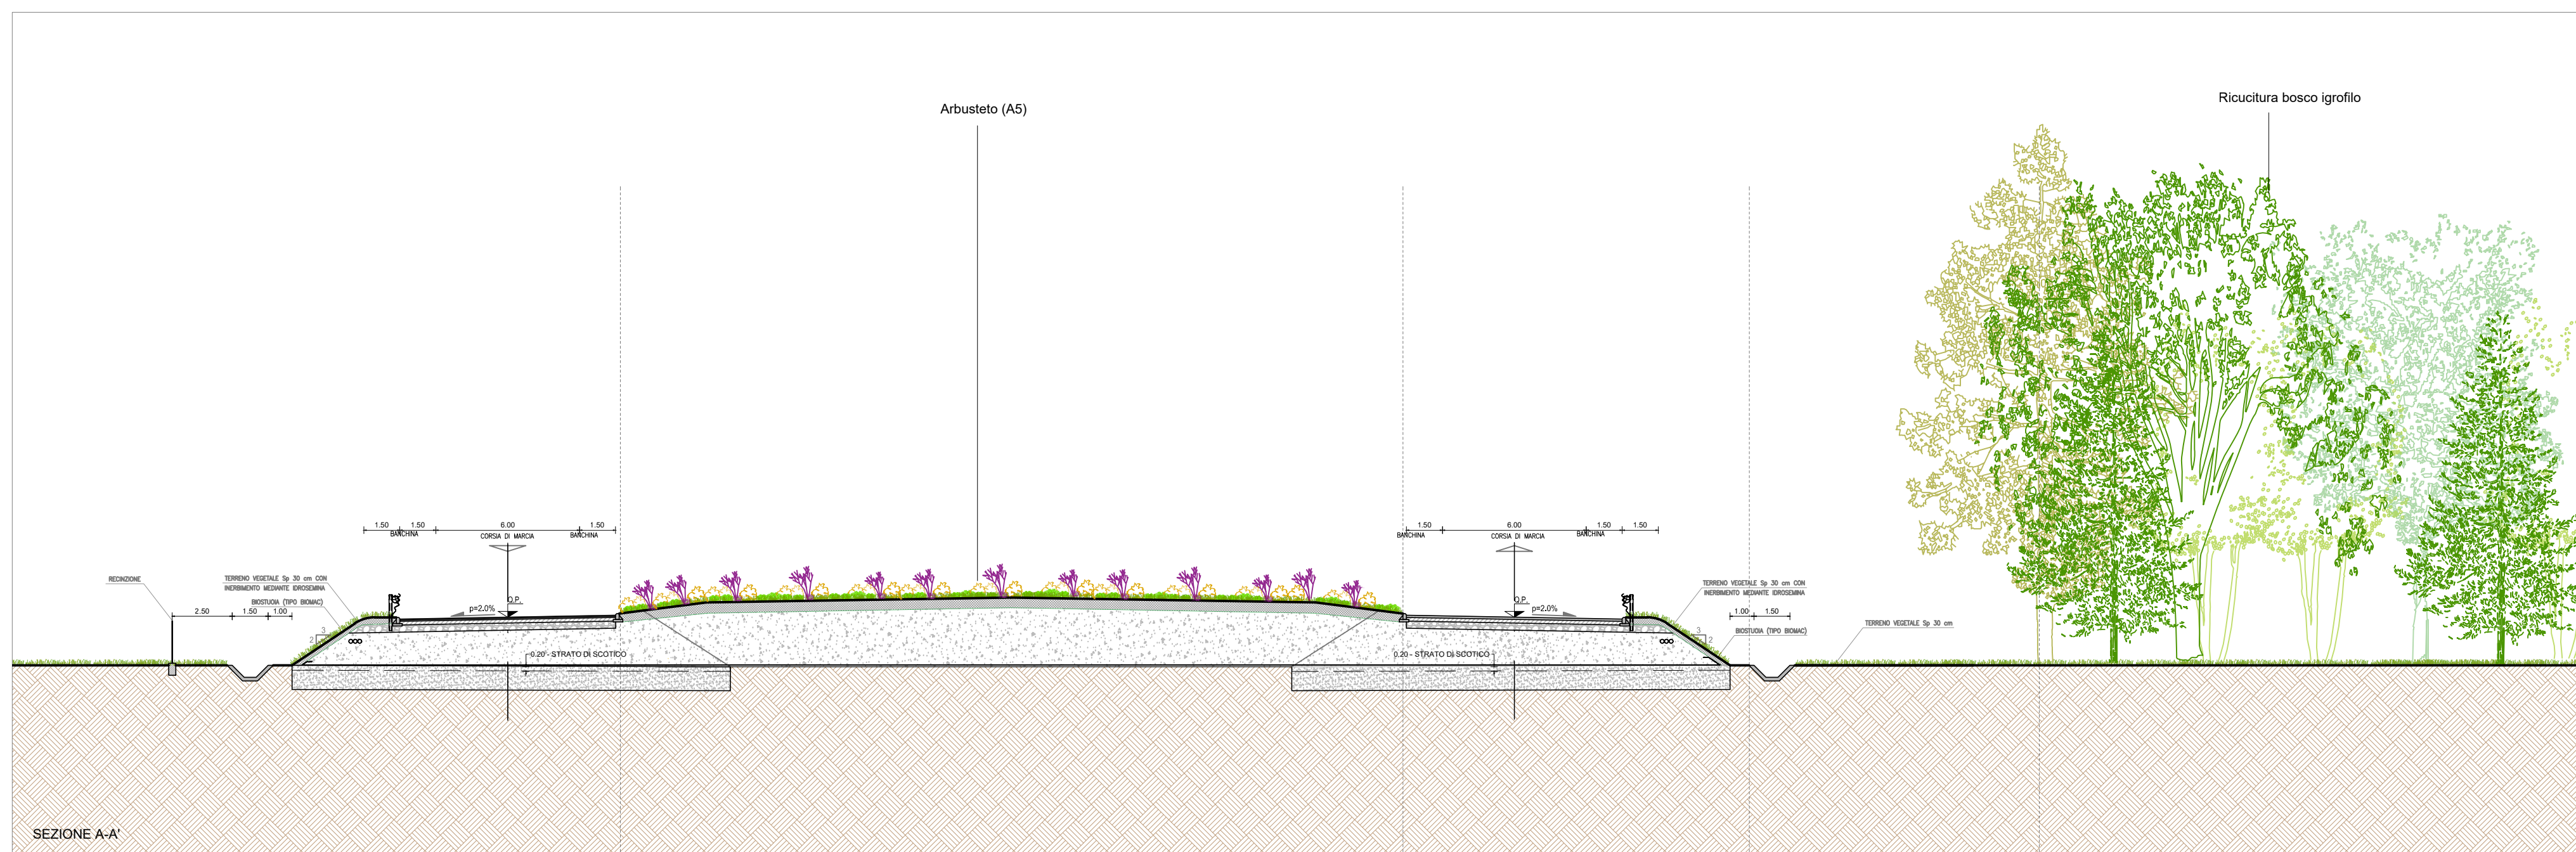 Ricucitura bosco igrofilo
Arbusteto (A5)
1.50 1.50 6.00 1.50
BANCHINA CORSIA DI MARCIA BANCHINA
1.50 6.00 1.50 1.50
BANCHINA CORSIA DI MARCIA BANCHINA
RECINZIONE
TERRENO VEGETALE Sp 30 cm CON
INERBIMENTO MEDIANTE IDROSEMINA
BIOSTUOIA (TIPO BIOMAC)
2.50 1.50 1.00
3
2
p=2.0%
Q.P.
0.20 - STRATO DI SCOTICO
Q.P.
p=2.0%
0.20 - STRATO DI SCOTICO
TERRENO VEGETALE Sp 30 cm CON
INERBIMENTO MEDIANTE IDROSEMINA
1.00 1.50
3
2
BIOSTUOIA (TIPO BIOMAC)
TERRENO VEGETALE Sp 30 cm
SEZIONE A-A'